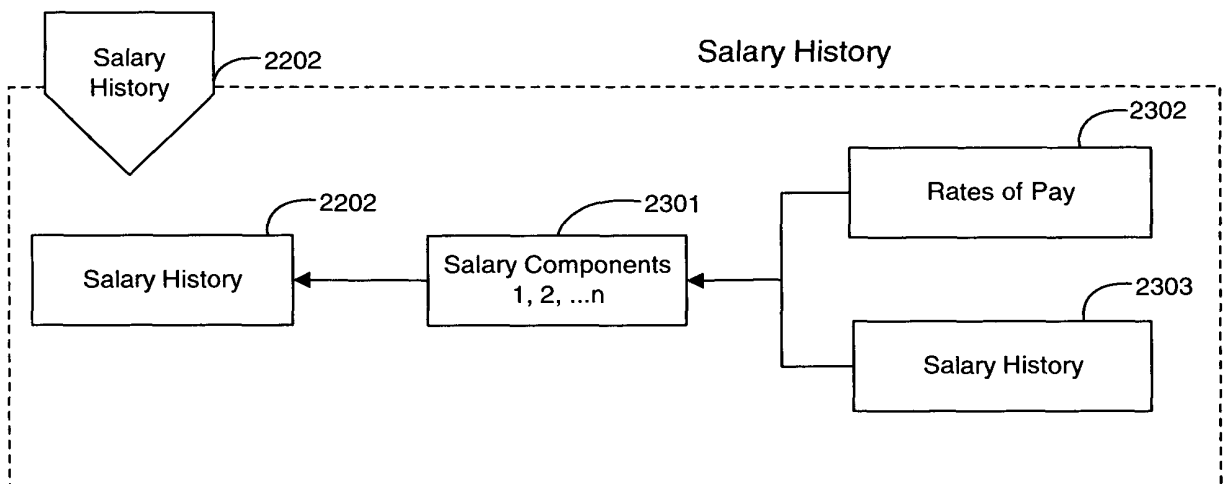 Salary
History
2202
Salary History
2302
Rates of Pay
2202
2301
Salary History
Salary Components
1, 2, ...n
2303
Salary History